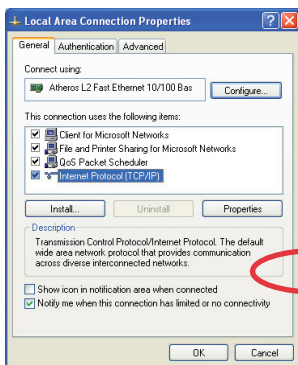 Local Area Connection Properties
General Authentication Advanced
Connect using:
Atheros L2 Fast Ethernet 10/100 Bas Configure...
This connection uses the following items:
Client for Microsoft Networks
File and Printer Sharing for Microsoft Networks
QoS Packet Scheduler
Internet Protocol (TCP/IP)
Install... Uninstall Properties
Description
Transmission Control Protocol/Internet Protocol. The default
wide area network protocol that provides communication
across diverse interconnected networks.
Show icon in notification area when connected
Notify me when this connection has limited or no connectivity
OK Cancel